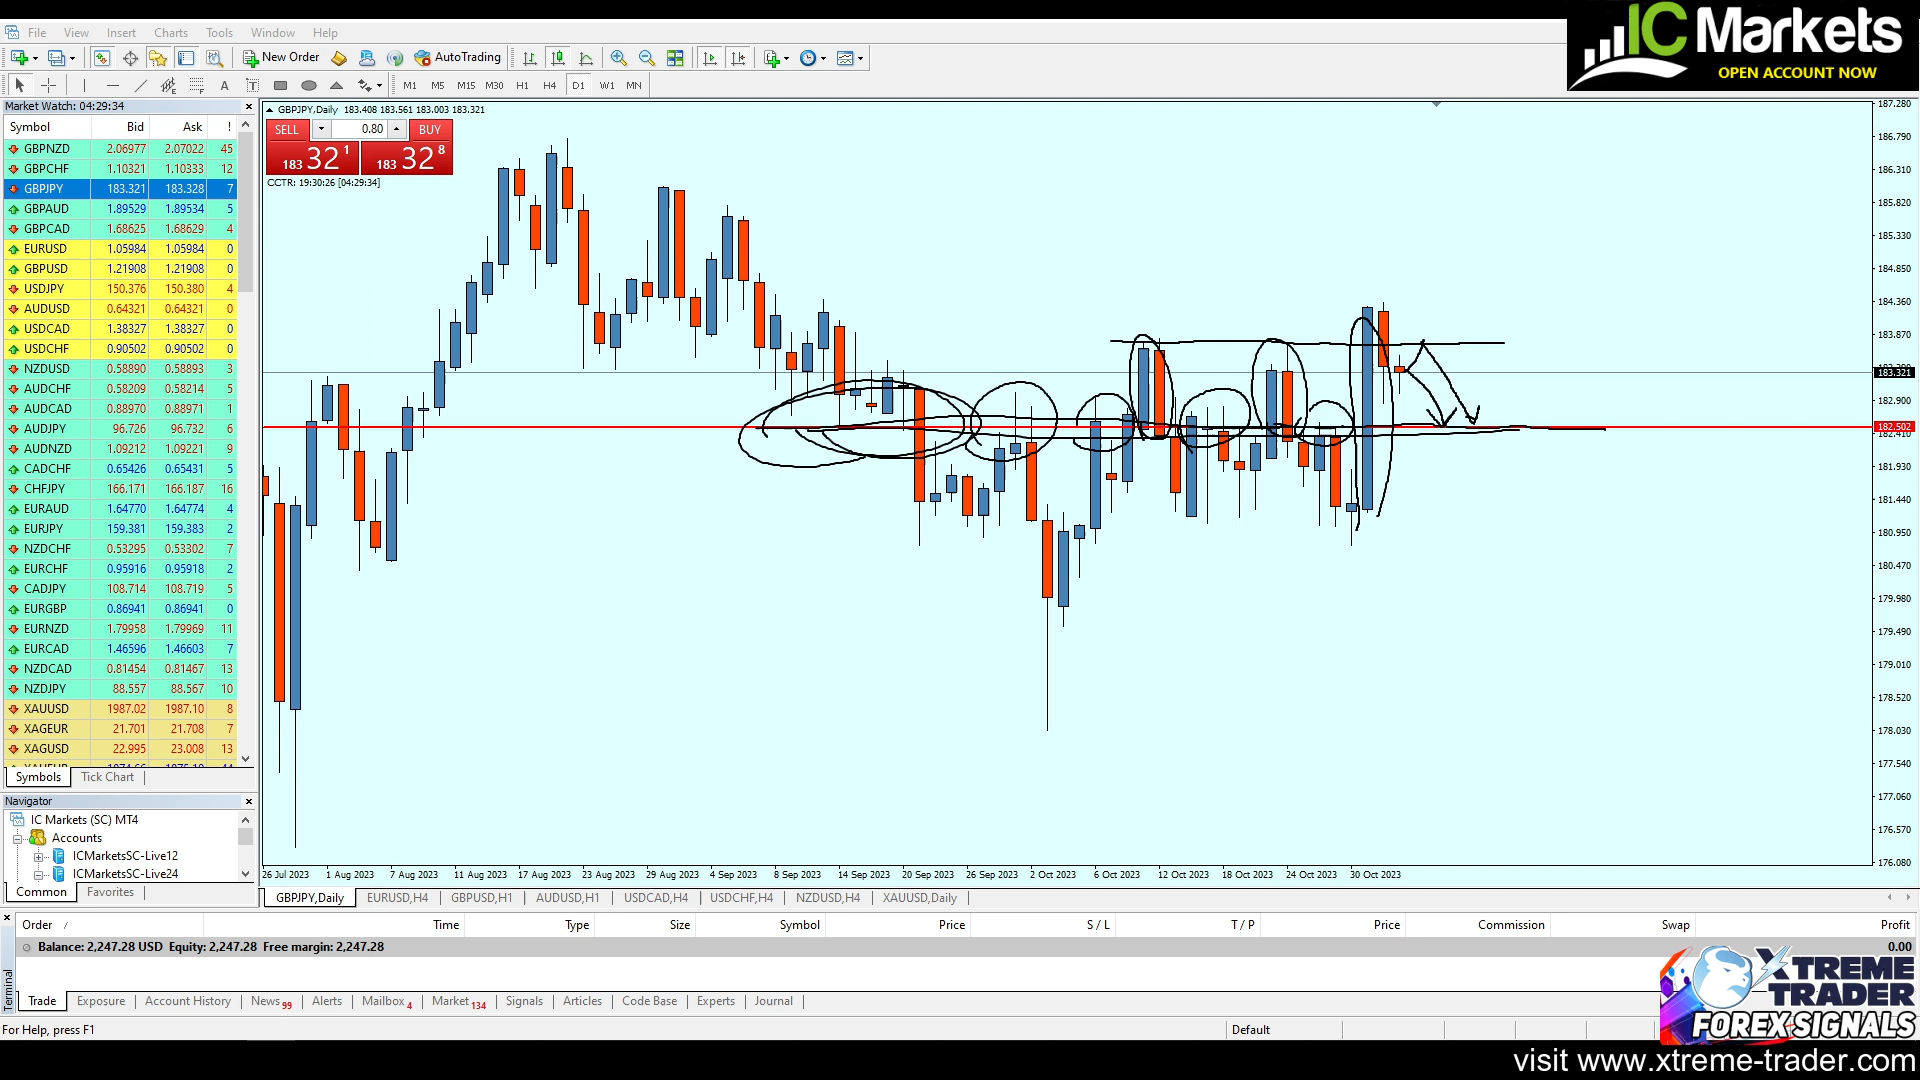 IC Markets
OPEN ACCOUNT NOW
File View Insert Charts Tools Window Help
New Order AutoTrading
A T M1 M5 M15 M30 H1 H4 D1 W1 MN
Market Watch: 04:29:34
Symbol Bid Ask !
GBPNZD 2.06977 2.07022 45
GBPCHF 1.10321 1.10333 12
GBPJPY 183.321 183.328 7
GBPAUD 1.89529 1.89534 5
GBPCAD 1.68625 1.68629 4
EURUSD 1.05984 1.05984 0
GBPUSD 1.21908 1.21908 0
USDJPY 150.376 150.380 4
AUDUSD 0.64321 0.64321 0
USDCAD 1.38327 1.38327 0
USDCHF 0.90502 0.90502 0
NZDUSD 0.58890 0.58893 3
AUDCHF 0.58209 0.58214 5
AUDCAD 0.88970 0.88971 1
AUDJPY 96.726 96.732 6
AUDNZD 1.09212 1.09221 9
CADCHF 0.65426 0.65431 5
CHFJPY 166.171 166.187 16
EURAUD 1.64770 1.64774 4
EURJPY 159.381 159.383 2
NZDCHF 0.53295 0.53302 7
EURCHF 0.95916 0.95918 2
CADJPY 108.714 108.719 5
EURGBP 0.86941 0.86941 0
EURNZD 1.79958 1.79969 11
EURCAD 1.46596 1.46603 7
NZDCAD 0.81454 0.81467 13
NZDJPY 88.557 88.567 10
XAUUSD 1987.02 1987.10 8
XAGEUR 21.701 21.708 7
XAGUSD 22.995 23.008 13
Symbols Tick Chart
Navigator
IC Markets (SC) MT4
Accounts
ICMarketsSC-Live12
ICMarketsSC-Live24
Common Favorites
GBPJPY,Daily 183.408 183.561 183.003 183.321
SELL 0.80 BUY
183 32 1 183 32 8
CCTR: 19:30:26 [04:29:34]
187.280
186.790
186.310
185.820
185.330
184.850
184.360
183.870
183.321
182.900
182.502
182.410
181.930
181.440
180.950
180.470
179.980
179.490
179.010
178.520
178.030
177.540
177.060
176.570
176.080
26 Jul 2023 1 Aug 2023 7 Aug 2023 11 Aug 2023 17 Aug 2023 23 Aug 2023 29 Aug 2023 4 Sep 2023 8 Sep 2023 14 Sep 2023 20 Sep 2023 26 Sep 2023 2 Oct 2023 6 Oct 2023 12 Oct 2023 18 Oct 2023 24 Oct 2023 30 Oct 2023
GBPJPY,Daily EURUSD,H4 GBPUSD,H1 AUDUSD,H1 USDCAD,H4 USDCHF,H4 NZDUSD,H4 XAUUSD,Daily
Order / Time Type Size Symbol Price S / L T / P Price Commission Swap Profit
Balance: 2,247.28 USD Equity: 2,247.28 Free margin: 2,247.28 0.00
Terminal
Trade Exposure Account History News 99 Alerts Mailbox 4 Market 134 Signals Articles Code Base Experts Journal
For Help, press F1 Default
XTREME
TRADER
FOREX SIGNALS
visit www.xtreme-trader.com